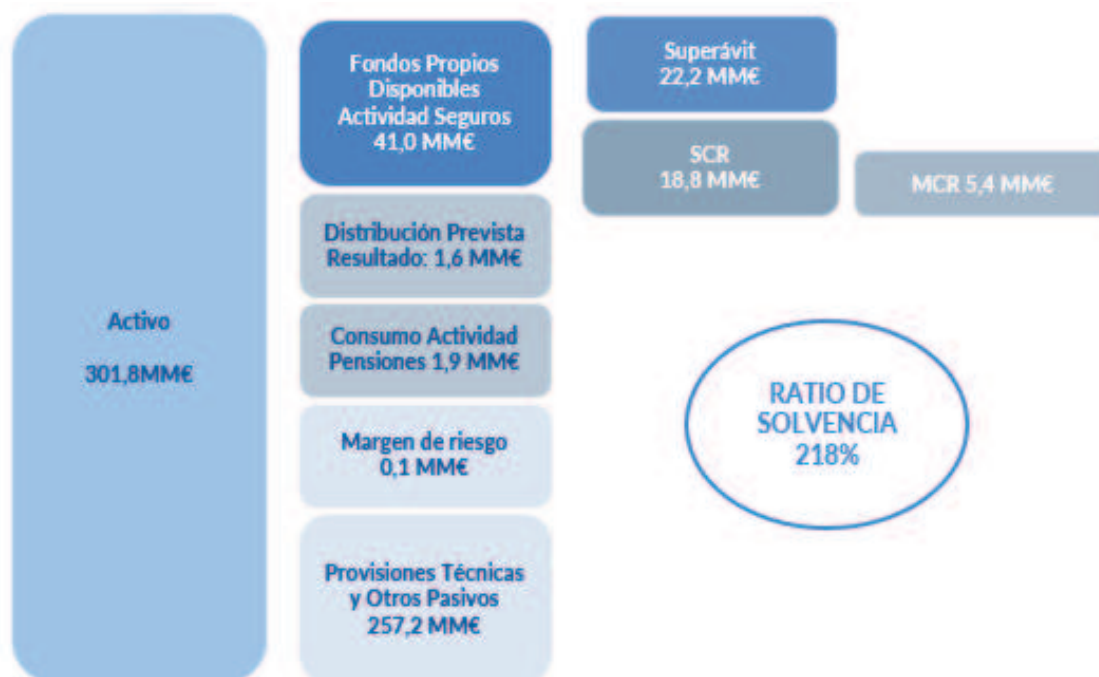 Activo
301,8MM€
Fondos Propios
Disponibles
Actividad Seguros
41,0 MM€
Distribución Prevista
Resultado: 1,6 MM€
Consumo Actividad
Pensiones 1,9 MM€
Margen de riesgo
0,1 MM€
Provisiones Técnicas
y Otros Pasivos
257,2 MM€
Superávit
22,2 MM€
SCR
18,8 MM€
MCR 5,4 MM€
RATIO DE
SOLVENCIA
218%